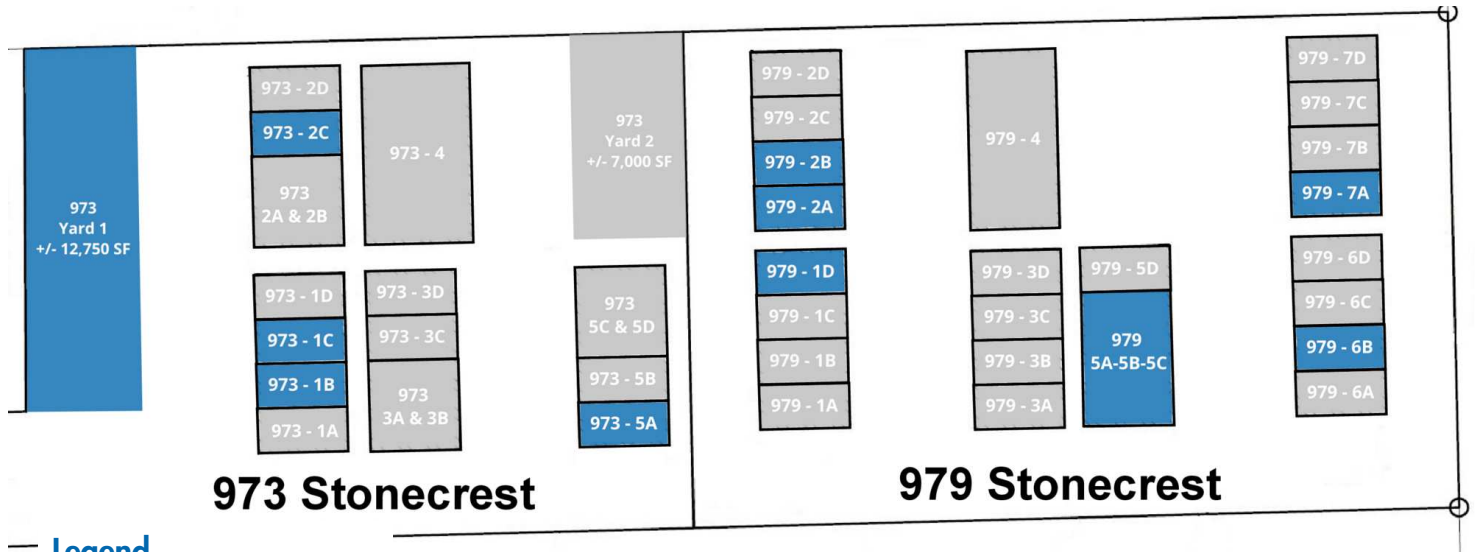 973
Yard 1
+/- 12,750 SF
973 - 2D
973 - 2C
973
2A & 2B
973 - 4
973
Yard 2
+/- 7,000 SF
973 - 1D
973 - 1C
973 - 1B
973 - 1A
973 - 3D
973 - 3C
973
3A & 3B
973
5C & 5D
973 - 5B
973 - 5A
973 Stonecrest
979 - 2D
979 - 2C
979 - 2B
979 - 2A
979 - 4
979 - 7D
979 - 7C
979 - 7B
979 - 7A
979 - 1D
979 - 1C
979 - 1B
979 - 1A
979 - 3D
979 - 3C
979 - 3B
979 - 3A
979 - 5D
979
5A-5B-5C
979 - 6D
979 - 6C
979 - 6B
979 - 6A
979 Stonecrest
Legend